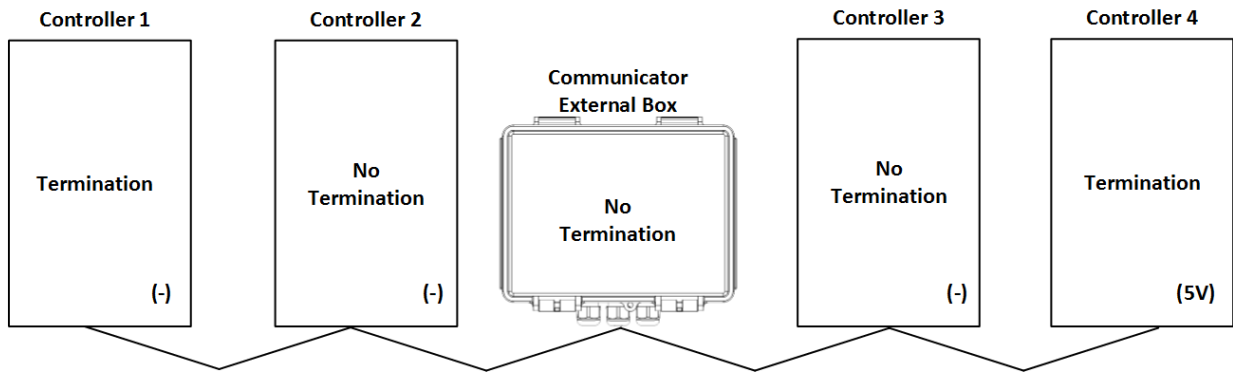 Controller 1
Controller 2
Controller 3
Controller 4
Communicator
External Box
Termination
No
Termination
No
Termination
No
Termination
Termination
(-)
(-)
(-)
(5V)